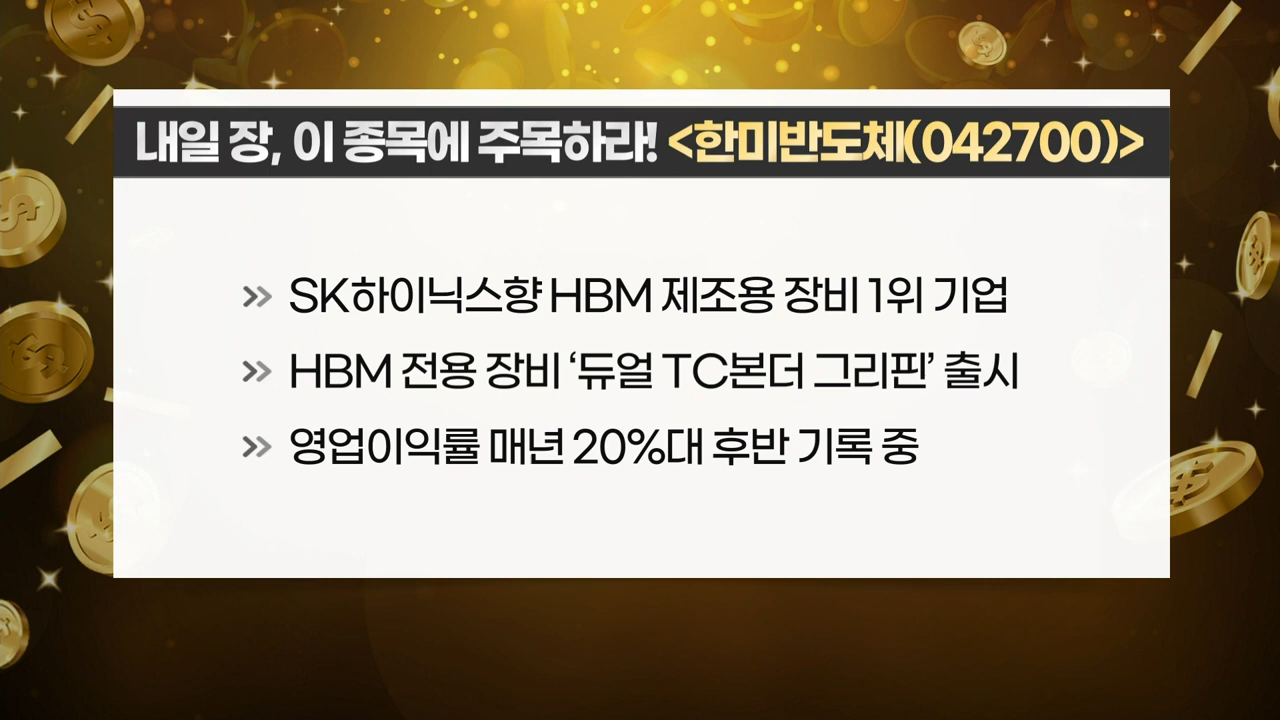 내일 장, 이 종목에 주목하라! <한미반도체(042700)>
>> SK하이닉스향 HBM 제조용 장비 1위 기업
>> HBM 전용 장비 ‘듀얼 TC본더 그리핀’ 출시
>> 영업이익률 매년 20%대 후반 기록 중